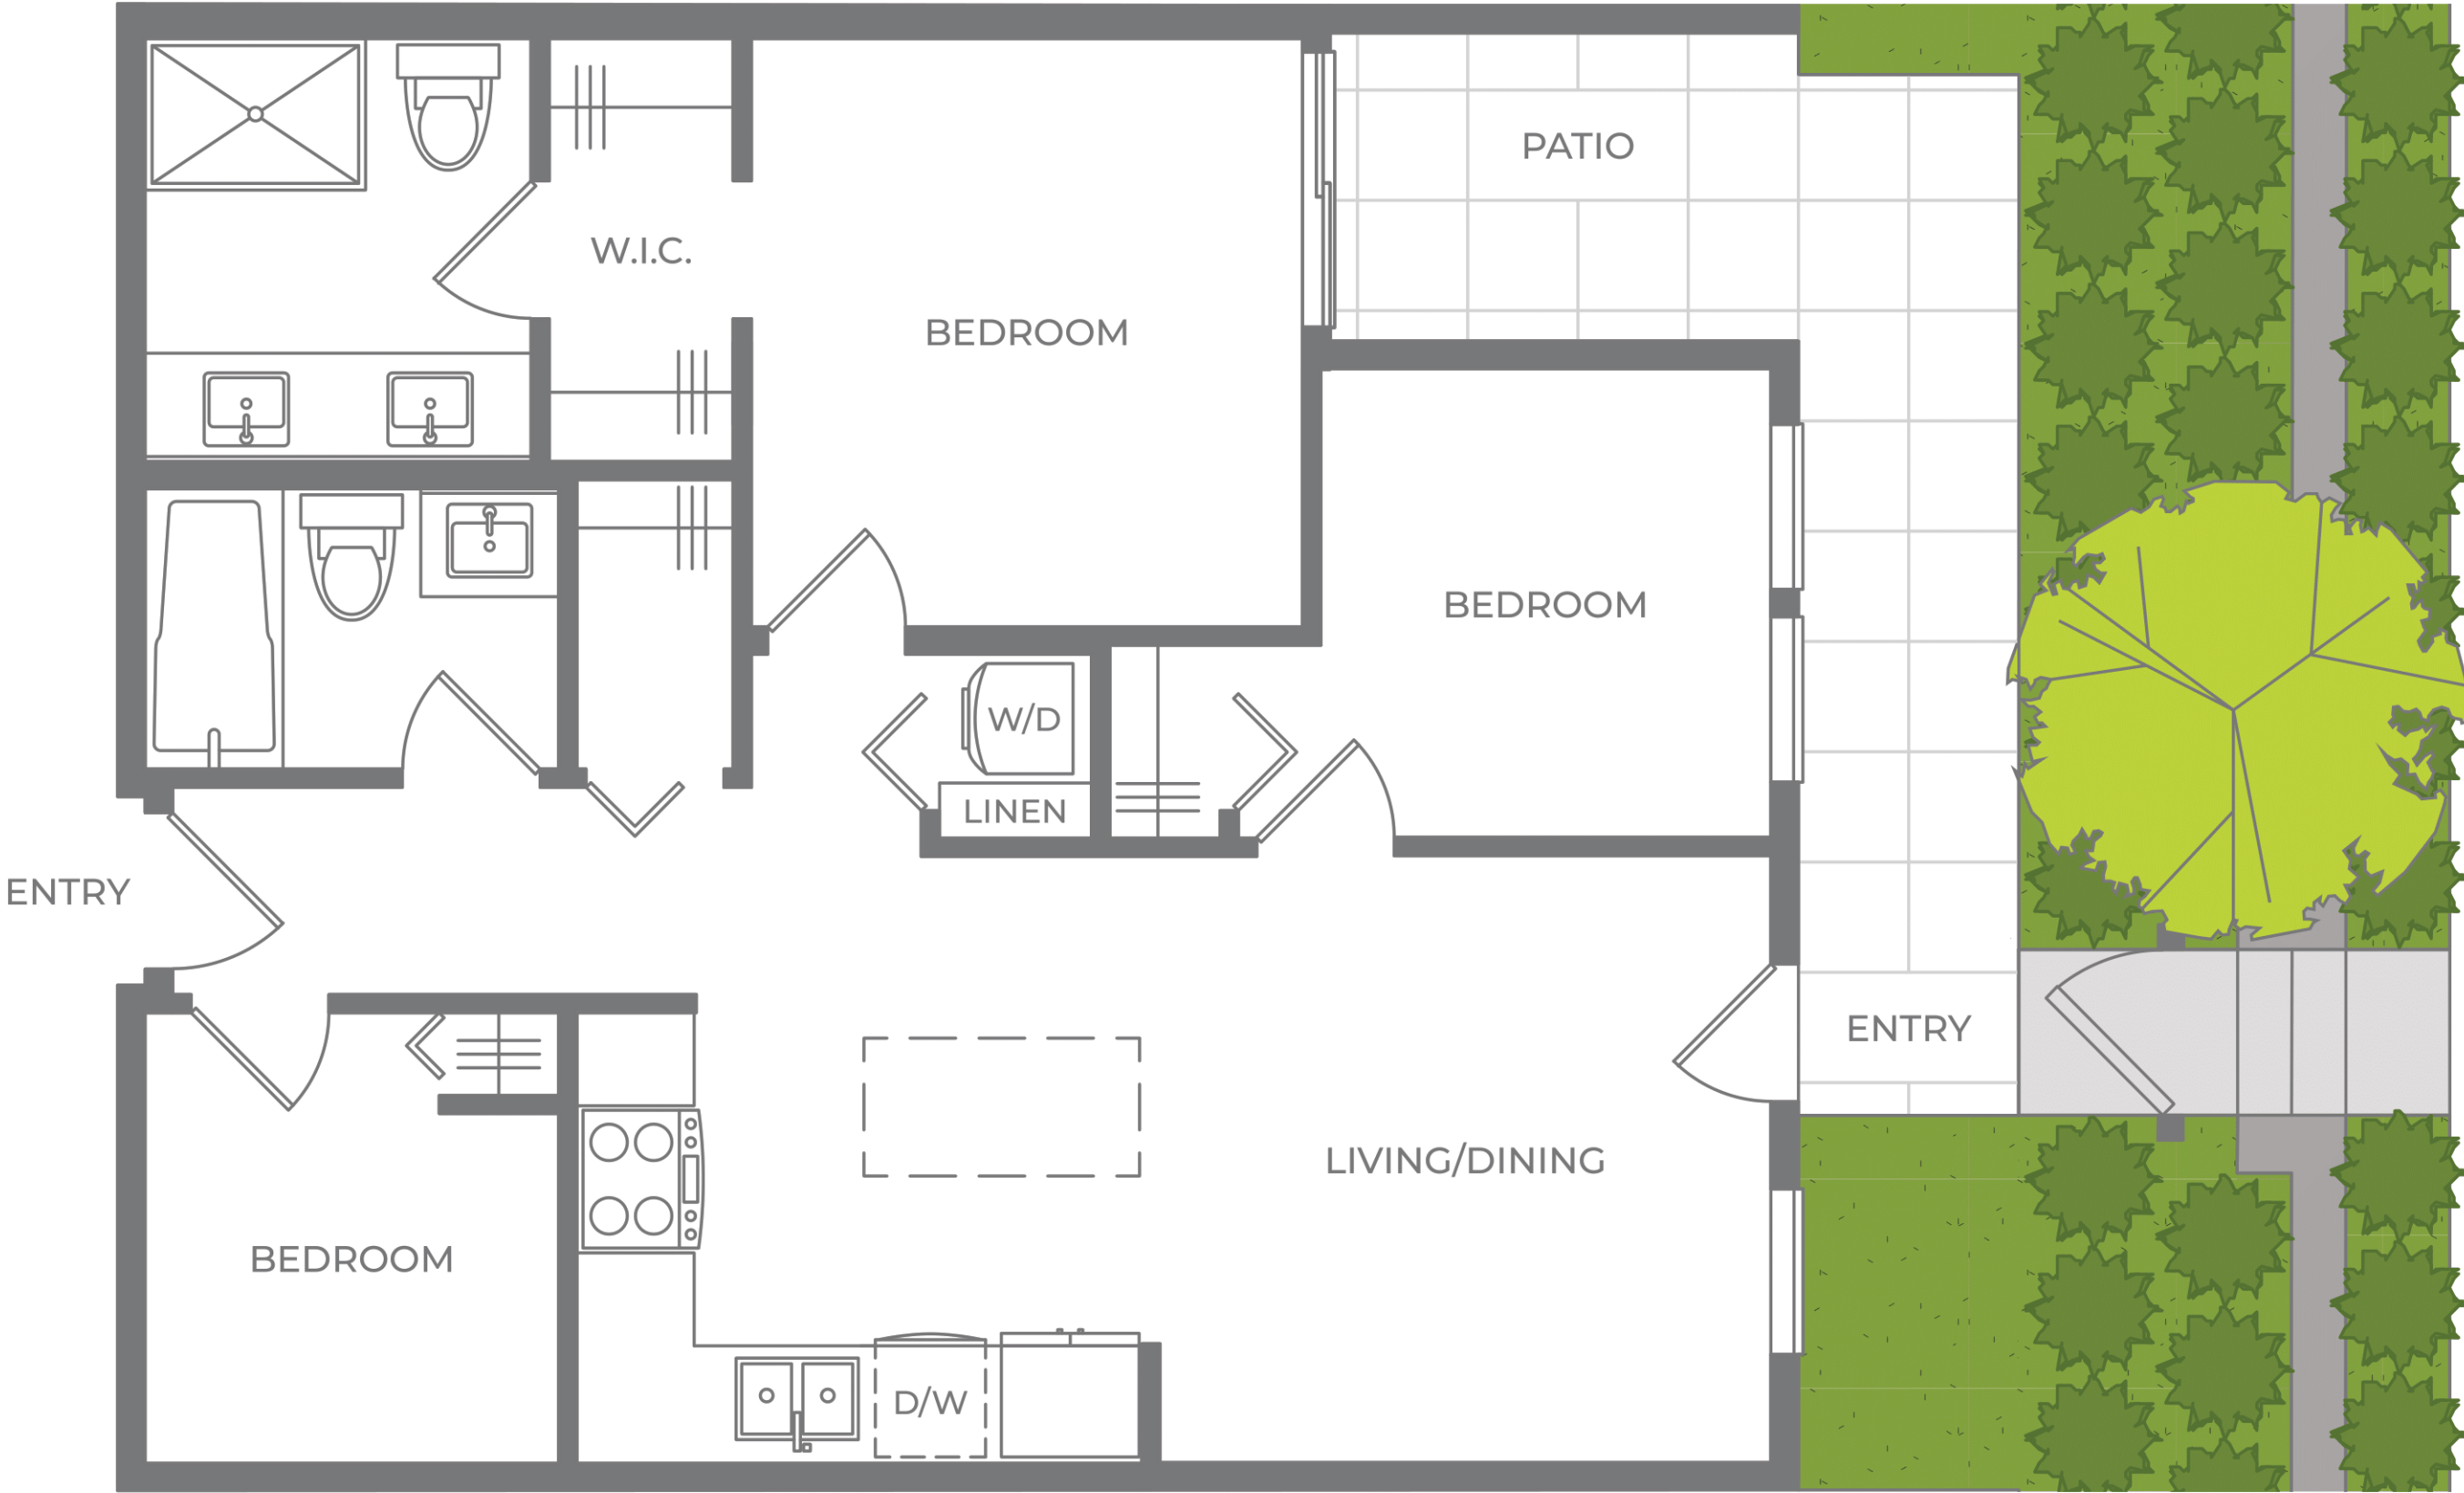 PATIO
W.I.C.
BEDROOM
BEDROOM
W/D
LINEN
ENTRY
ENTRY
LIVING/DINING
BEDROOM
D/W